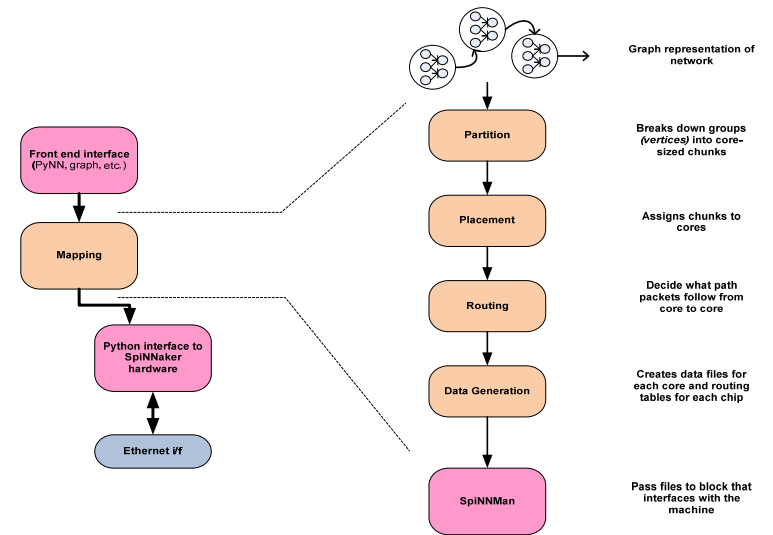 Front end interface
(PyNN, graph, etc.)
Mapping
Python interface to
SpiNNaker
hardware
Ethernet i/f
Graph representation of
network
Partition
Breaks down groups
(vertices) into core-
sized chunks
Placement
Assigns chunks to
cores
Routing
Decide what path
packets follow from
core to core
Data Generation
Creates data files for
each core and routing
tables for each chip
SpiNNMan
Pass files to block that
interfaces with the
machine